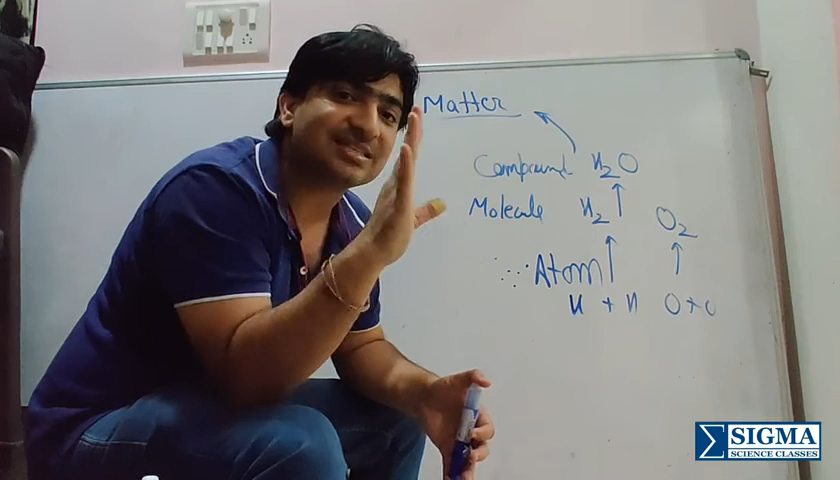 Matter
Compound H₂O
Molecule H₂ O₂
Atom
H + H O + O
SIGMA
SCIENCE CLASSES